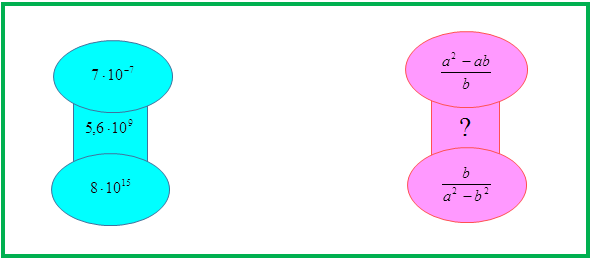 7 · 10⁻⁷
5,6 · 10⁹
8 · 10¹⁵
(a² − ab)/b
?
b/(a² − b²)